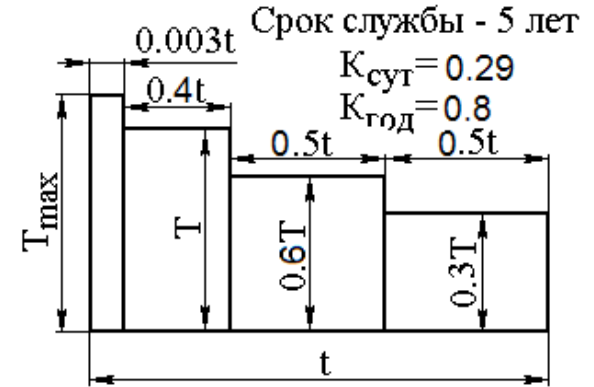 Срок службы - 5 лет
0.003t
Ксут= 0.29
0.4t
Кгод= 0.8
0.5t
0.5t
Tmax
T
0.6T
0.3T
t